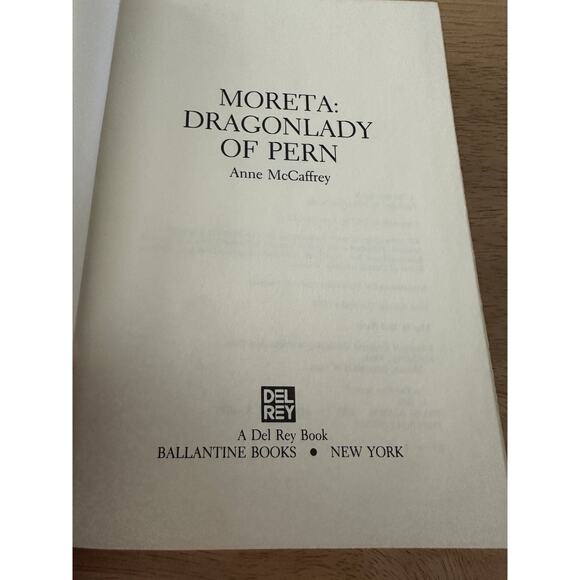 MORETA:
DRAGONLADY
OF PERN
Anne McCaffrey
DEL
REY
A Del Rey Book
BALLANTINE BOOKS • NEW YORK